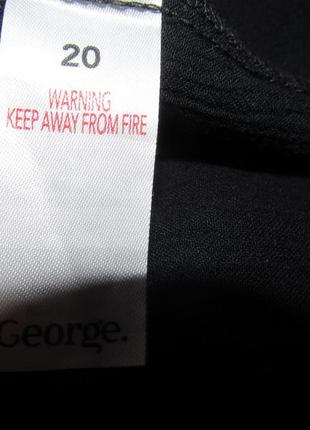 20
WARNING
KEEP AWAY FROM FIRE
George.